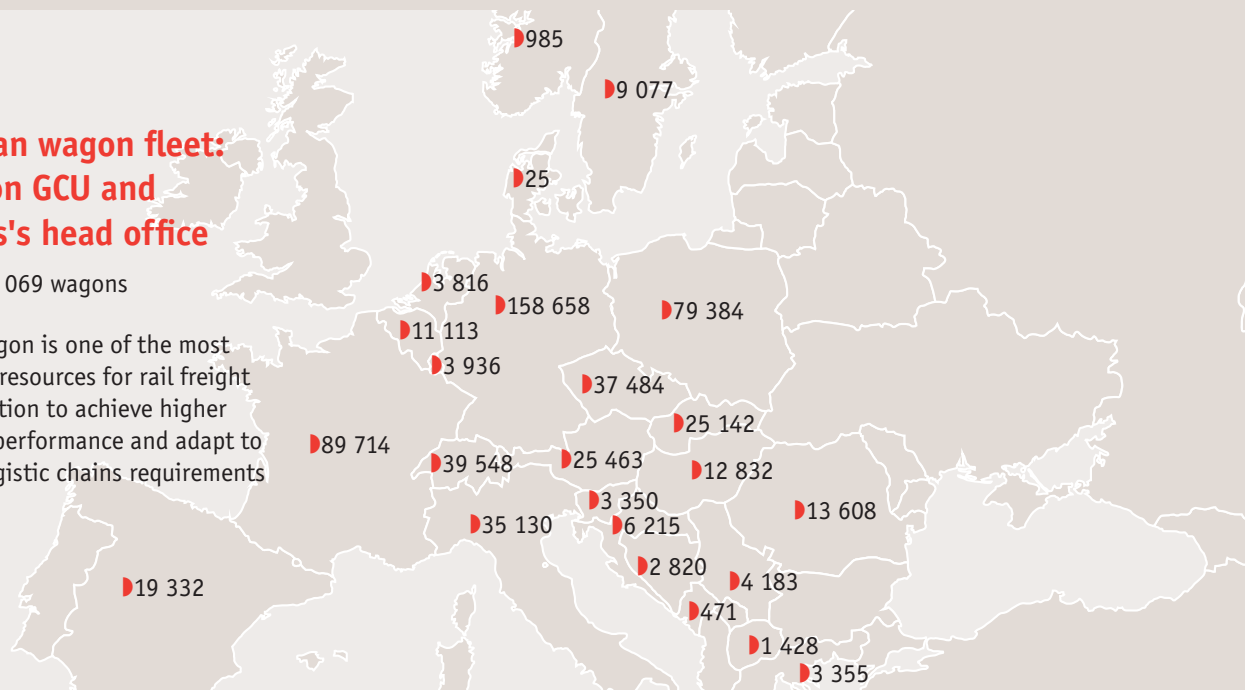 985
9 077
an wagon fleet:
on GCU and
25
s's head office
069 wagons
3 816
158 658
79 384
11 113
gon is one of the most
3 936
resources for rail freight
37 484
tion to achieve higher
25 142
performance and adapt to
89 714
39 548
25 463
12 832
gistic chains requirements
3 350
13 608
35 130
6 215
2 820
4 183
19 332
471
1 428
3 355